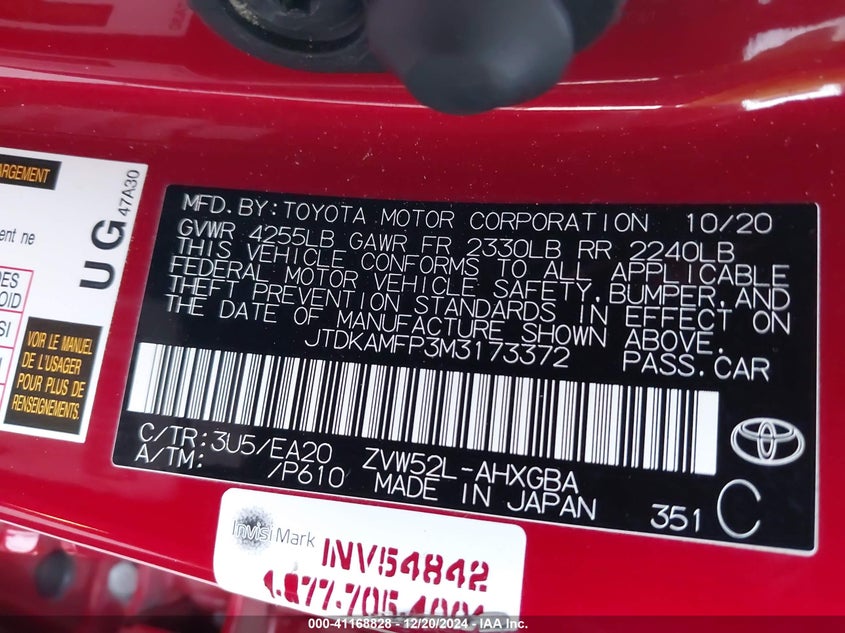 ARGEMENT
ent ne
DES
OID
SI
I
VOIR LE MANUEL
DE L'USAGER
POUR PLUS DE
RENSEIGNEMENTS.
UG 47A30
MFD.BY:TOYOTA MOTOR CORPORATION 10/20
GVWR 4255LB GAWR FR 2330LB RR 2240LB
THIS VEHICLE CONFORMS TO ALL APPLICABLE
FEDERAL MOTOR VEHICLE SAFETY,BUMPER,AND
THEFT PREVENTION STANDARDS IN EFFECT ON
THE DATE OF MANUFACTURE SHOWN ABOVE.
JTDKAMFP3M3173372 PASS.CAR
C/TR:3U5/EA20 ZVW52L-AHXGBA
A/TM: /P610 MADE IN JAPAN 351 C
Invisi Mark
INV54842
000-41168828 - 12/20/2024 - IAA Inc.